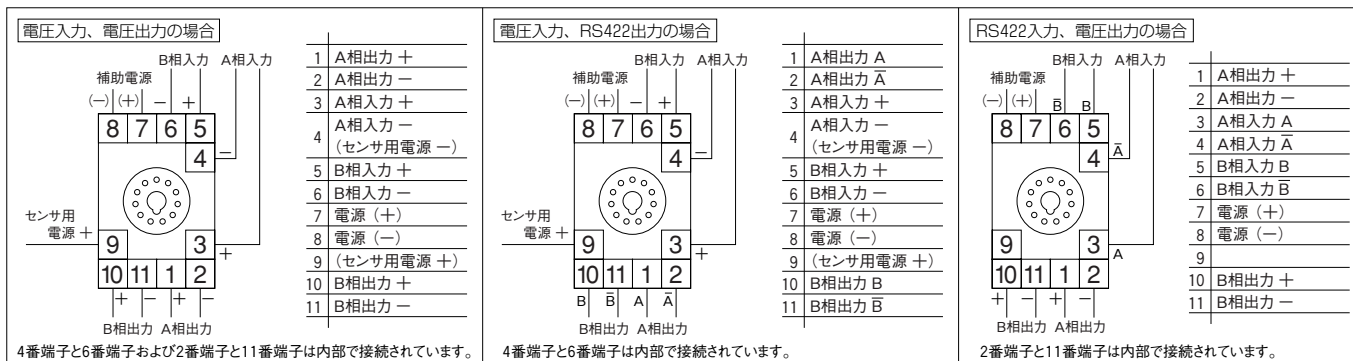 電圧入力、電圧出力の場合
B相入力 A相入力
補助電源
(－) (＋) － ＋
8 7 6 5
4 －
センサ用
電源 ＋
9 3 ＋
10 11 1 2
＋ － ＋ －
B相出力 A相出力
1 A相出力 ＋
2 A相出力 －
3 A相入力 ＋
4 A相入力 －
(センサ用電源 －)
5 B相入力 ＋
6 B相入力 －
7 電源 (＋)
8 電源 (－)
9 (センサ用電源 ＋)
10 B相出力 ＋
11 B相出力 －
4番端子と6番端子および2番端子と11番端子は内部で接続されています。
電圧入力、RS422出力の場合
B相入力 A相入力
補助電源
(－) (＋) － ＋
8 7 6 5
4 －
センサ用
電源 ＋
9 3 ＋
10 11 1 2
B B̅ A A̅
B相出力 A相出力
1 A相出力 A
2 A相出力 A̅
3 A相入力 ＋
4 A相入力 －
(センサ用電源 －)
5 B相入力 ＋
6 B相入力 －
7 電源 (＋)
8 電源 (－)
9 (センサ用電源 ＋)
10 B相出力 B
11 B相出力 B̅
4番端子と6番端子は内部で接続されています。
RS422入力、電圧出力の場合
B相入力 A相入力
補助電源
(－) (＋) B̅ B
8 7 6 5
4 A̅
9 3 A
10 11 1 2
＋ － ＋ －
B相出力 A相出力
1 A相出力 ＋
2 A相出力 －
3 A相入力 A
4 A相入力 A̅
5 B相入力 B
6 B相入力 B̅
7 電源 (＋)
8 電源 (－)
9
10 B相出力 ＋
11 B相出力 －
2番端子と11番端子は内部で接続されています。